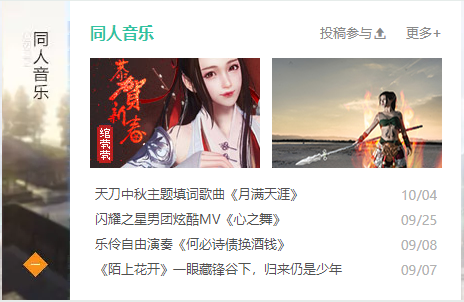 同人音乐
同人音乐
投稿参与
更多+
恭贺新春
绾载载
天刀中秋主题填词歌曲《月满天涯》
10/04
闪耀之星男团炫酷MV《心之舞》
09/25
乐伶自由演奏《何必诗债换酒钱》
09/08
《陌上花开》一眼藏锋谷下，归来仍是少年
09/07